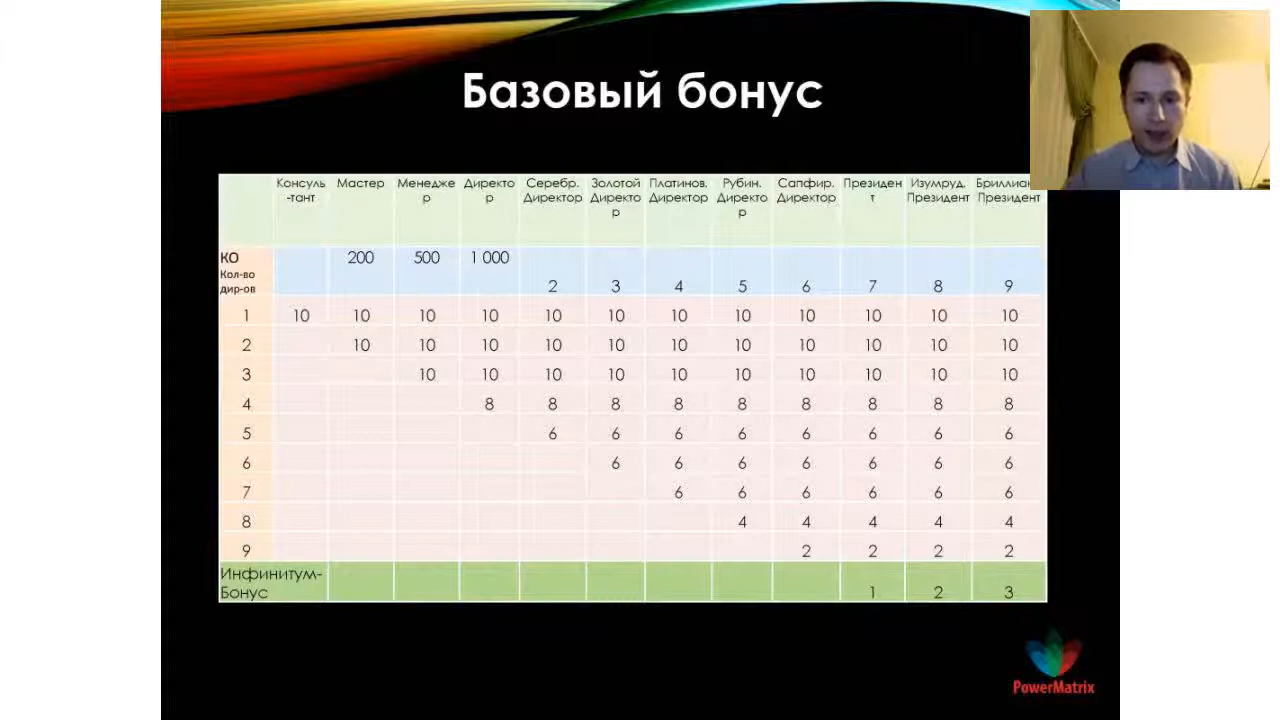 Базовый бонус
Консуль Мастер Менедже Директо Серебр. Золотой Платинов. Рубин. Сапфир. Президен Изумруд.
-тант р р Директор Директо Директор Директо Директор т Президент Президент
р р
КО 200 500 1 000
Кол-во
дир-ов 2 3 4 5 6 7 8 9
1 10 10 10 10 10 10 10 10 10 10 10 10
2 10 10 10 10 10 10 10 10 10 10 10
3 10 10 10 10 10 10 10 10 10 10
4 8 8 8 8 8 8 8 8 8
5 6 6 6 6 6 6 6 6
6 6 6 6 6 6 6 6
7 6 6 6 6 6 6
8 4 4 4 4 4
9 2 2 2 2
Инфинитум-
Бонус 1 2 3
PowerMatrix